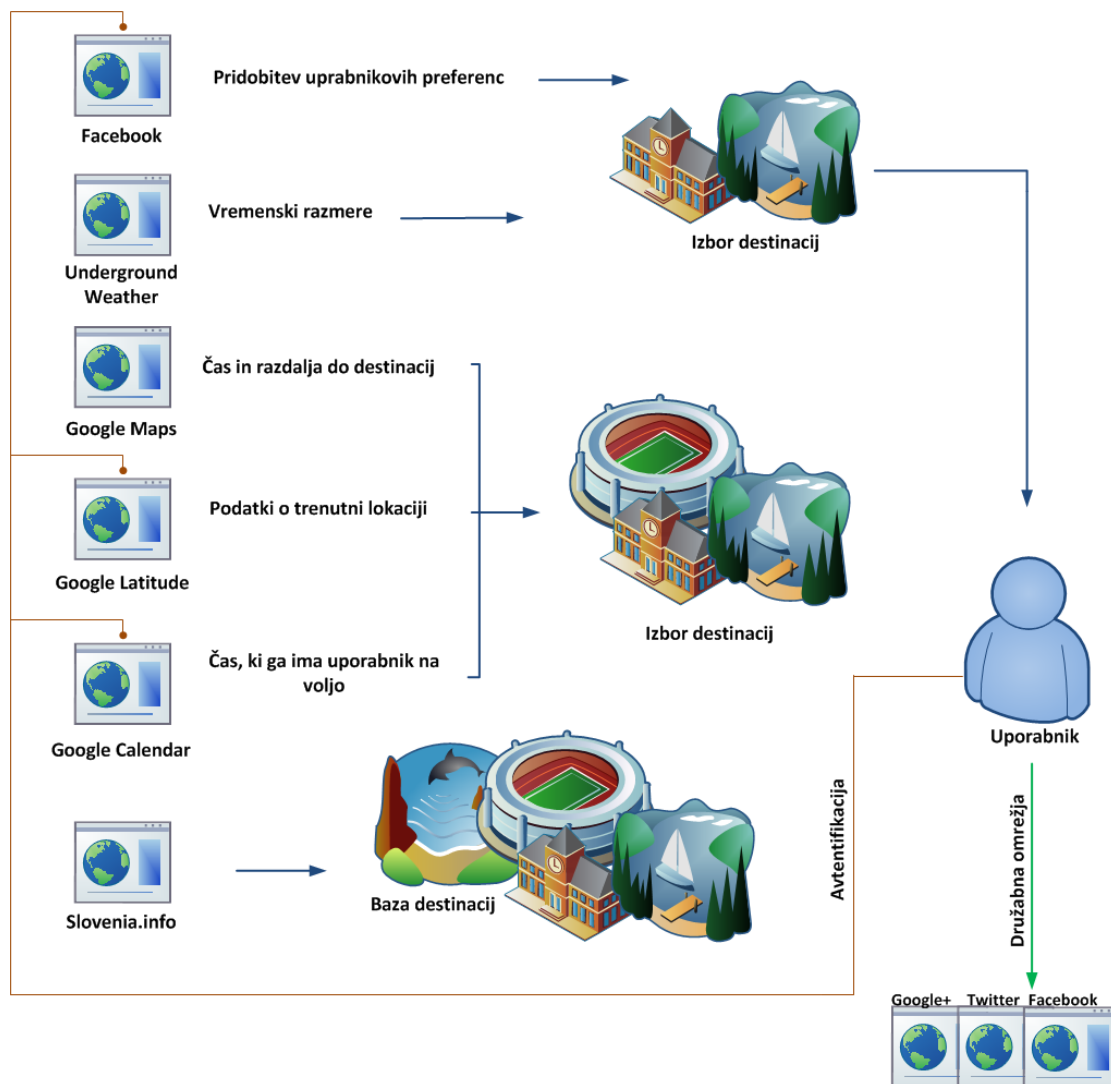 Facebook
Pridobitev uprabnikovih preferenc
Underground
Weather
Vremenski razmere
Izbor destinacij
Google Maps
Čas in razdalja do destinacij
Google Latitude
Podatki o trenutni lokaciji
Izbor destinacij
Google Calendar
Čas, ki ga ima uporabnik na
voljo
Uporabnik
Slovenia.info
Baza destinacij
Avtentifikacija
Družabna omrežja
Google+ Twitter Facebook